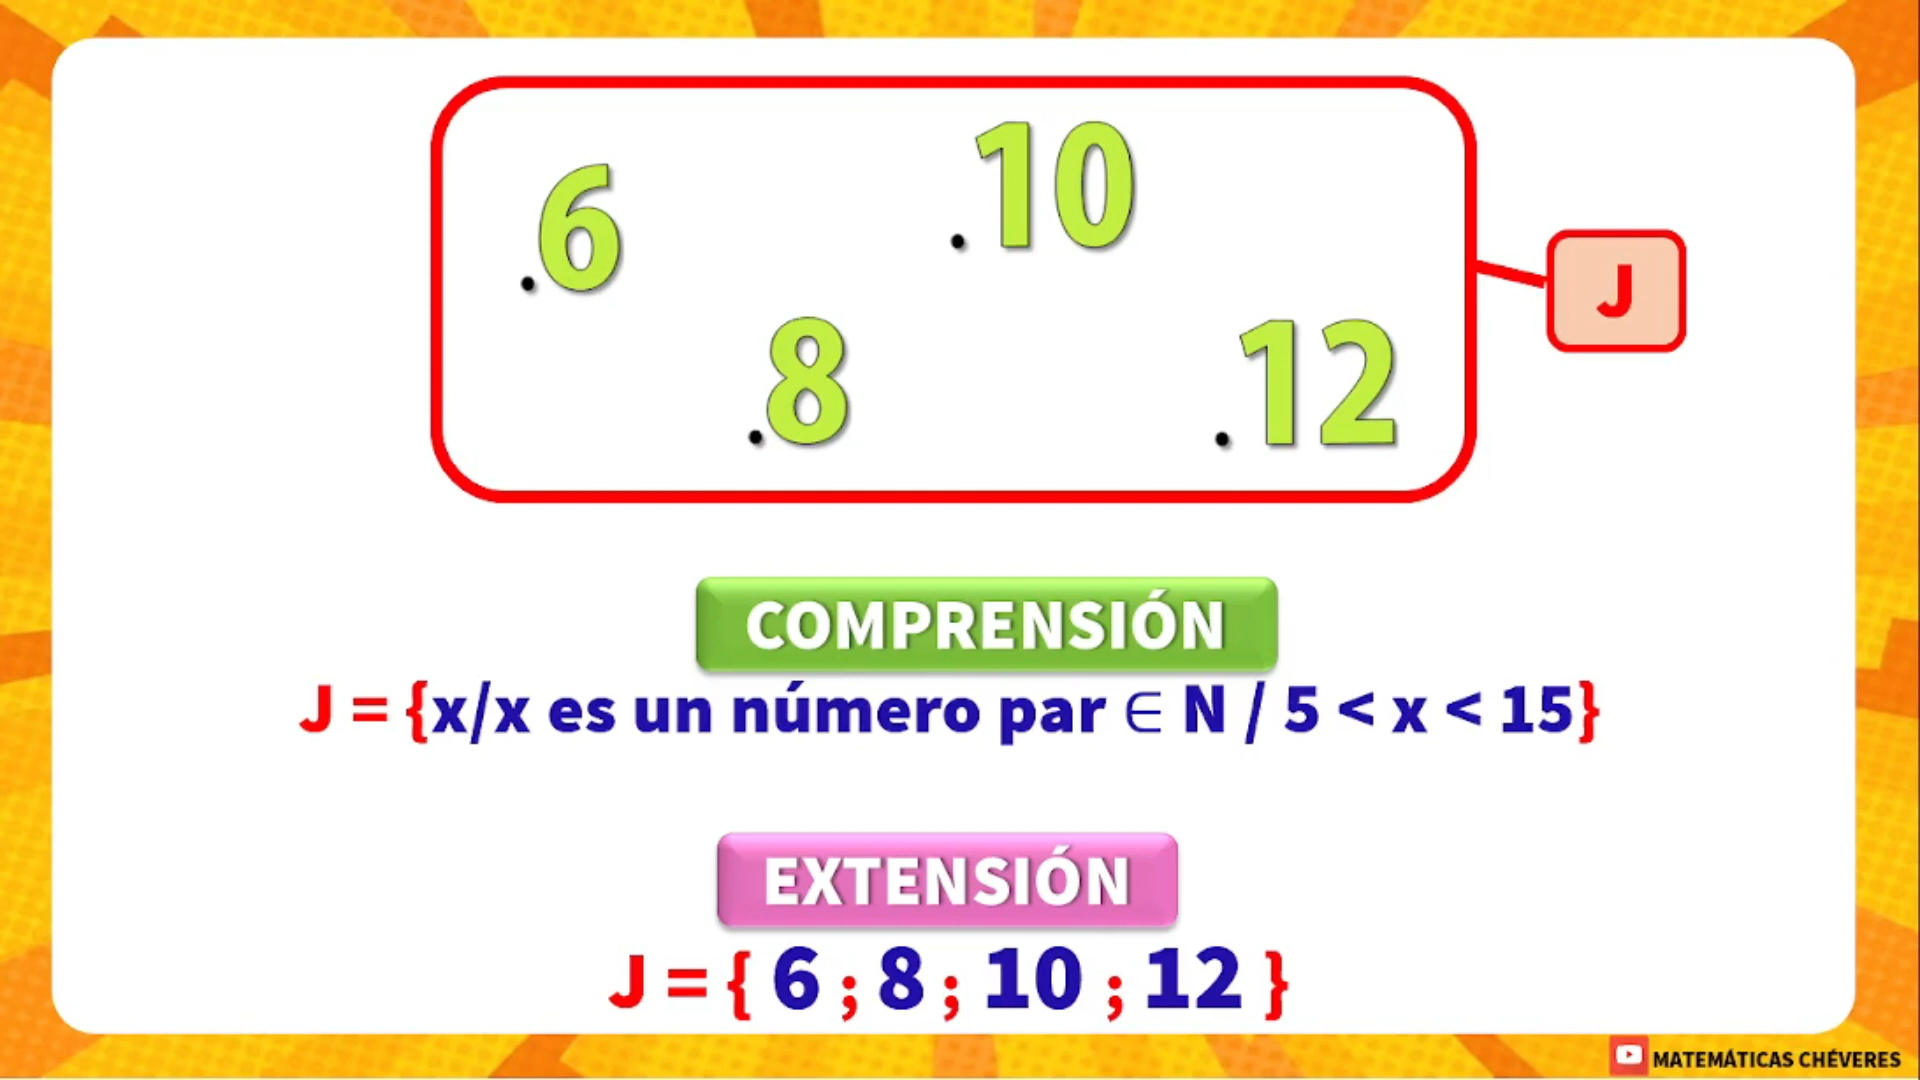 .6
.10
J
.8
.12
COMPRENSIÓN
J = {x/x es un número par ∈ N / 5 < x < 15}
EXTENSIÓN
J = { 6 ; 8 ; 10 ; 12 }
MATEMÁTICAS CHÉVERES